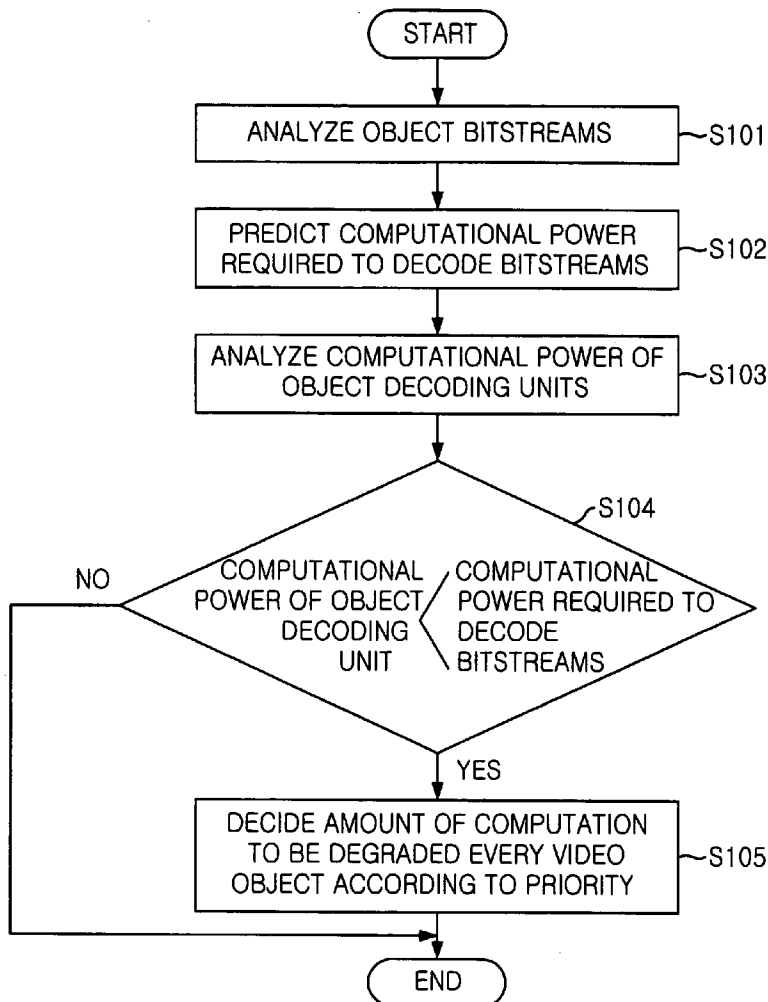 START
ANALYZE OBJECT BITSTREAMS
S101
PREDICT COMPUTATIONAL POWER
REQUIRED TO DECODE BITSTREAMS
S102
ANALYZE COMPUTATIONAL POWER OF
OBJECT DECODING UNITS
S103
S104
NO
COMPUTATIONAL
POWER OF OBJECT
DECODING
UNIT
<
COMPUTATIONAL
POWER REQUIRED TO
DECODE
BITSTREAMS
YES
DECIDE AMOUNT OF COMPUTATION
TO BE DEGRADED EVERY VIDEO
OBJECT ACCORDING TO PRIORITY
S105
END